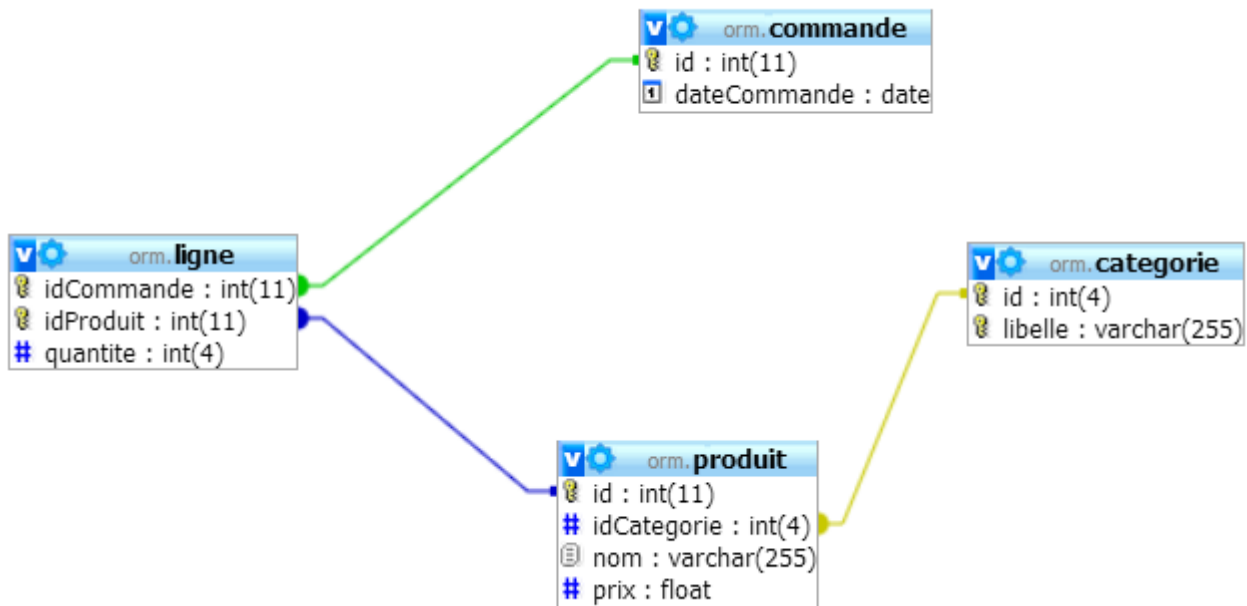 orm.commande
id : int(11)
dateCommande : date
orm.ligne
idCommande : int(11)
idProduit : int(11)
# quantite : int(4)
orm.categorie
id : int(4)
libelle : varchar(255)
orm.produit
id : int(11)
# idCategorie : int(4)
nom : varchar(255)
# prix : float